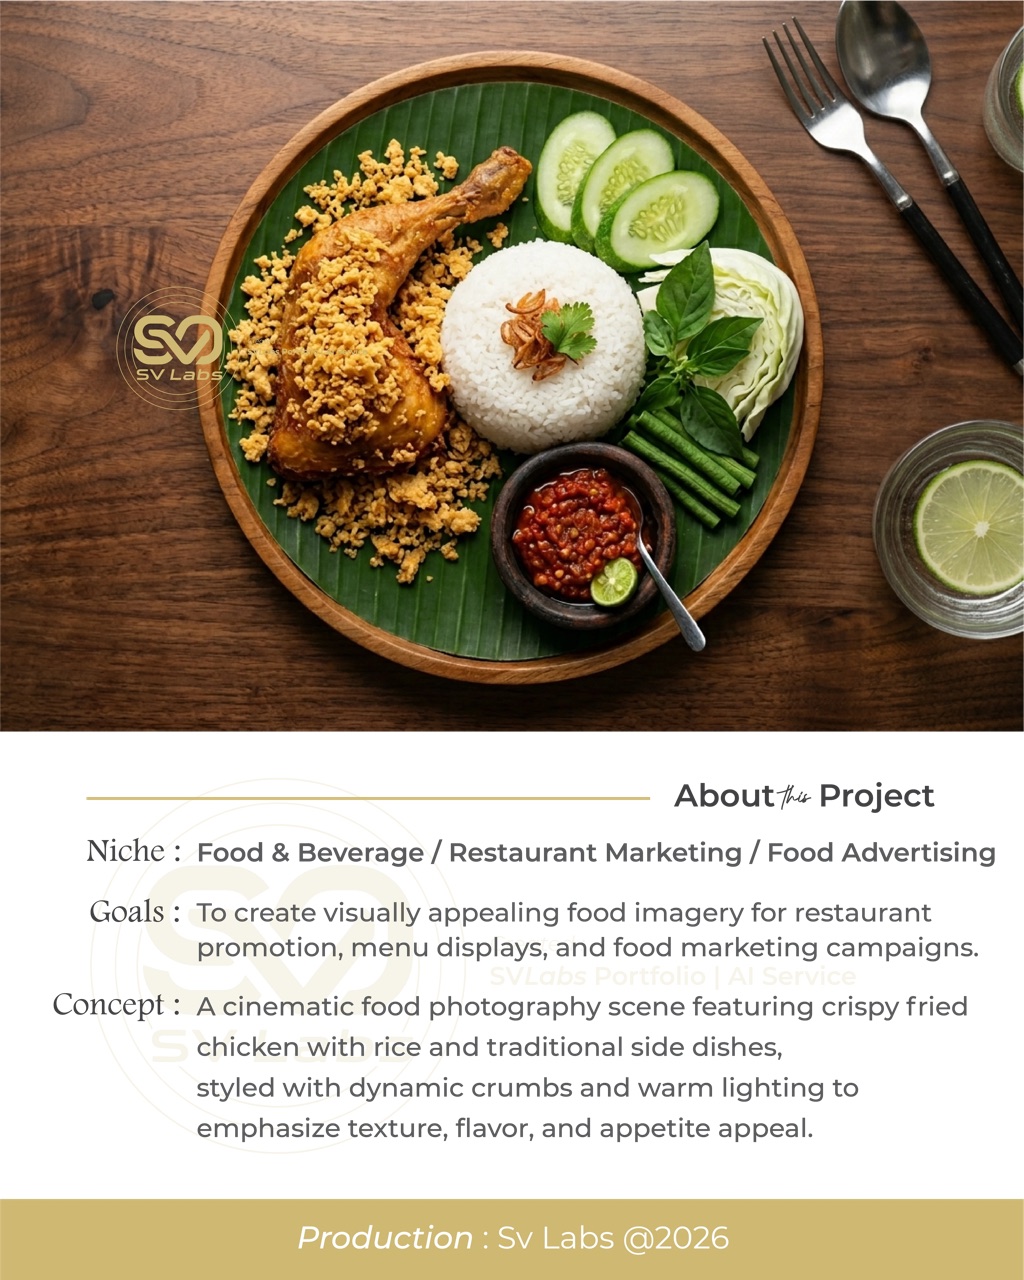 SV Labs
About this Project
Niche : Food & Beverage / Restaurant Marketing / Food Advertising
Goals : To create visually appealing food imagery for restaurant
promotion, menu displays, and food marketing campaigns.
SVLabs Portfolio | AI Service
Concept : A cinematic food photography scene featuring crispy fried
chicken with rice and traditional side dishes,
SV Labs
styled with dynamic crumbs and warm lighting to
emphasize texture, flavor, and appetite appeal.
Production : Sv Labs @2026